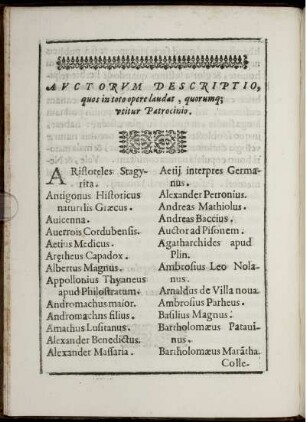 AVCTORVM DESCRIPTIO,
quos in toto opere laudat, quorumq;
vtitur Patrocinio.
ARistoteles Stagy-
rita.
Antigonus Historicus
naturalis Græcus.
Auicenna.
Auerrois Cordubensis.
Aetius Medicus.
Aretheus Capadox.
Albertus Magnus.
Appollonius Thyaneus
apud Philostratum.
Andromachus maior.
Andromachus filius.
Amathus Lusitanus.
Alexander Benedictus.
Alexander Massaria.
Aetij interpres Germa-
nus.
Alexander Petronius.
Andreas Mathiolus.
Andreas Baccius.
Auctor ad Pisonem.
Agatharchides apud
Plin.
Ambrosius Leo Nola-
nus.
Arnaldus de Villa noua.
Ambrosius Parheus.
Basilius Magnus.
Bartholomæus Pataui-
nus.
Bartholomæus Marãtha.
Colle-